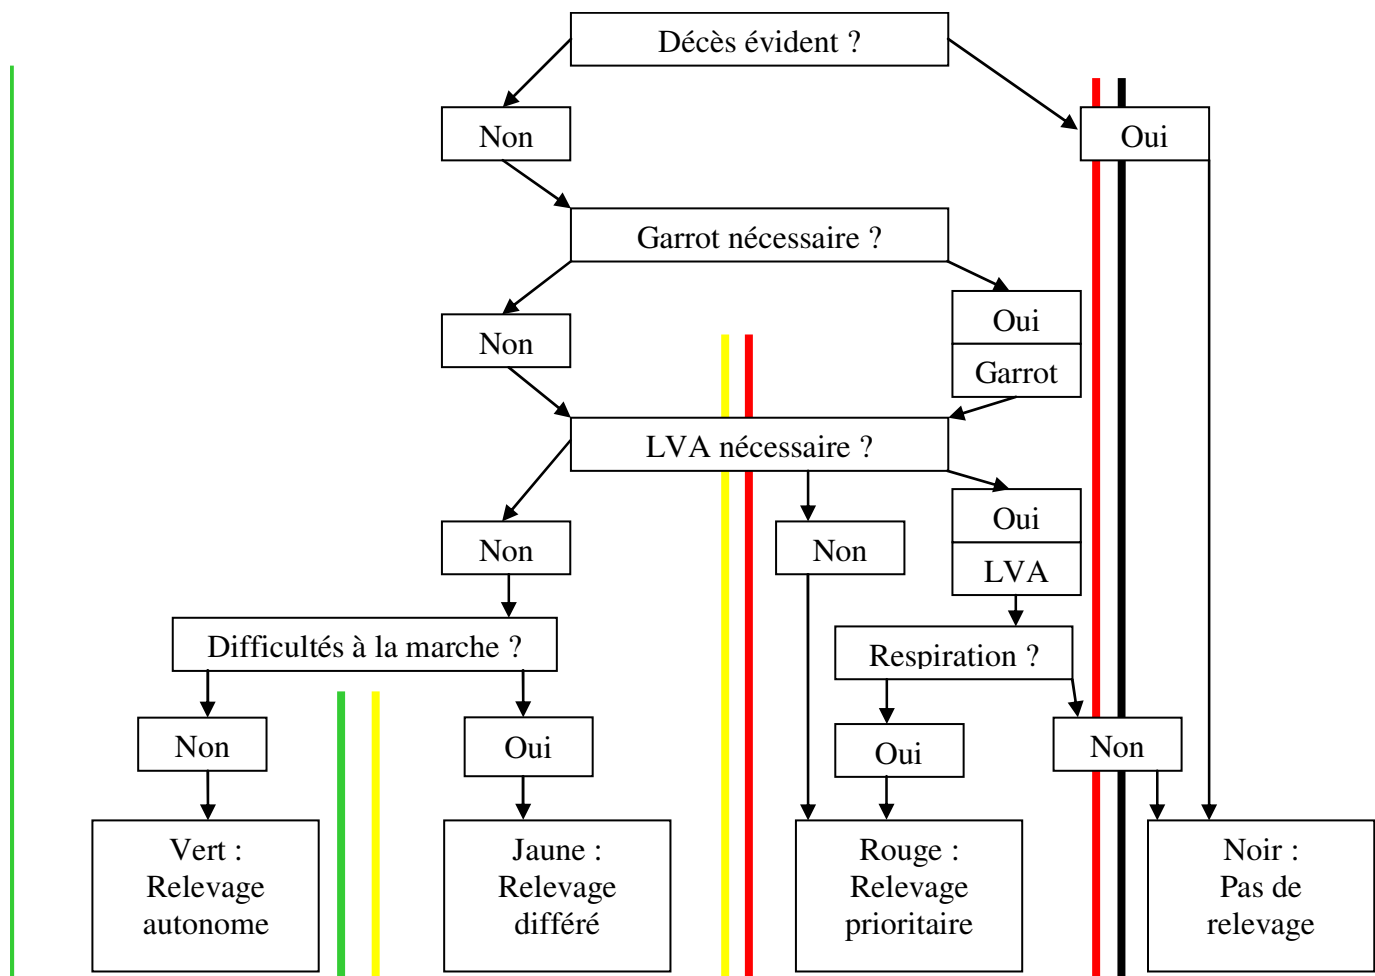 Décès évident ?
Non
Oui
Garrot nécessaire ?
Oui
Non
Garrot
LVA nécessaire ?
Oui
Non
Non
LVA
Difficultés à la marche ?
Respiration ?
Non
Oui
Oui
Non
Vert :
Relevage
autonome
Jaune :
Relevage
différé
Rouge :
Relevage
prioritaire
Noir :
Pas de
relevage